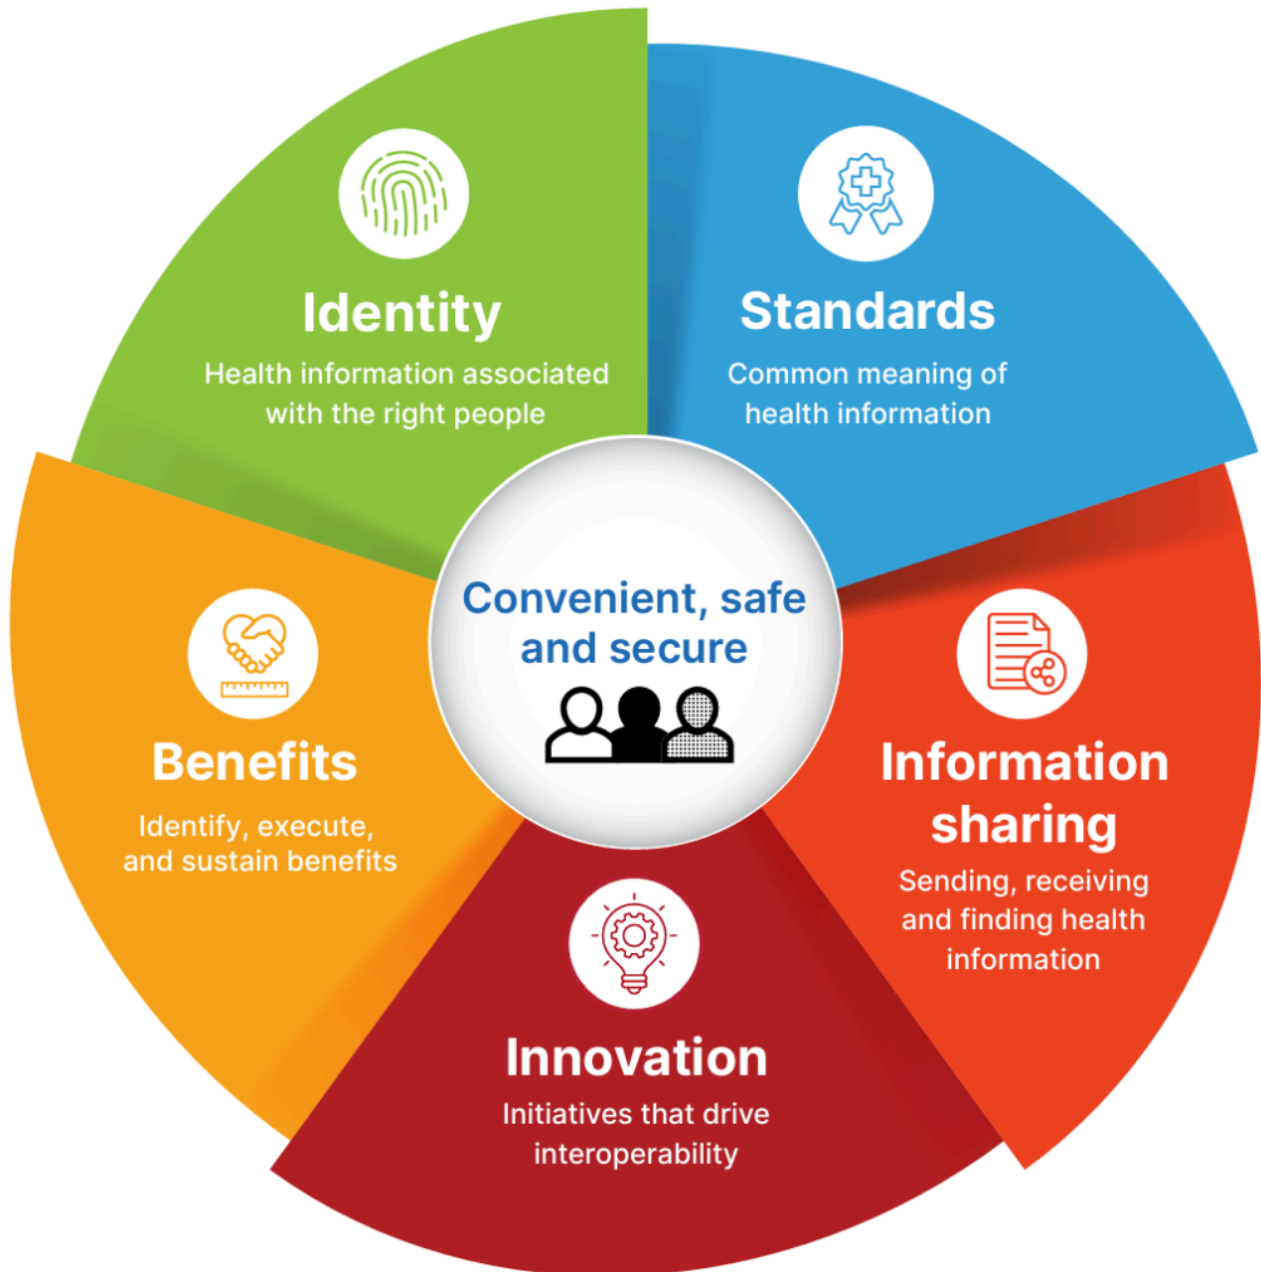 Identity
Health information associated
with the right people
Standards
Common meaning of
health information
Convenient, safe
and secure
Benefits
Identify, execute,
and sustain benefits
Information
sharing
Sending, receiving
and finding health
information
Innovation
Initiatives that drive
interoperability